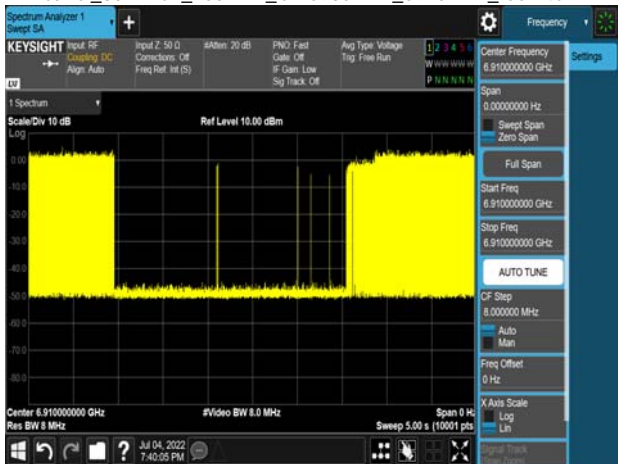 Spectrum Analyzer 1
Swept SA
Frequency
KEYSIGHT
Input: RF
Coupling: DC
Align: Auto
Input Z: 50 Ω
Corrections: Off
Freq Ref: Int (S)
#Atten: 20 dB
PNO: Fast
Gate: Off
IF Gain: Low
Sig Track: Off
Avg Type: Voltage
Trig: Free Run
1 2 3 4 5 6
W W W W W W
P N N N N N
LXI
1 Spectrum
Scale/Div 10 dB
Ref Level 10.00 dBm
Log
0.00
-10.0
-20.0
-30.0
-40.0
-50.0
-60.0
-70.0
-80.0
Center 6.910000000 GHz
#Video BW 8.0 MHz
Span 0 Hz
Res BW 8 MHz
Sweep 5.00 s (10001 pts
Jul 04, 2022
7:40:05 PM
Center Frequency
6.910000000 GHz
Span
0.00000000 Hz
Swept Span
Zero Span
Full Span
Start Freq
6.910000000 GHz
Stop Freq
6.910000000 GHz
AUTO TUNE
CF Step
8.000000 MHz
Auto
Man
Freq Offset
0 Hz
X Axis Scale
Log
Lin
Signal Track
Settings